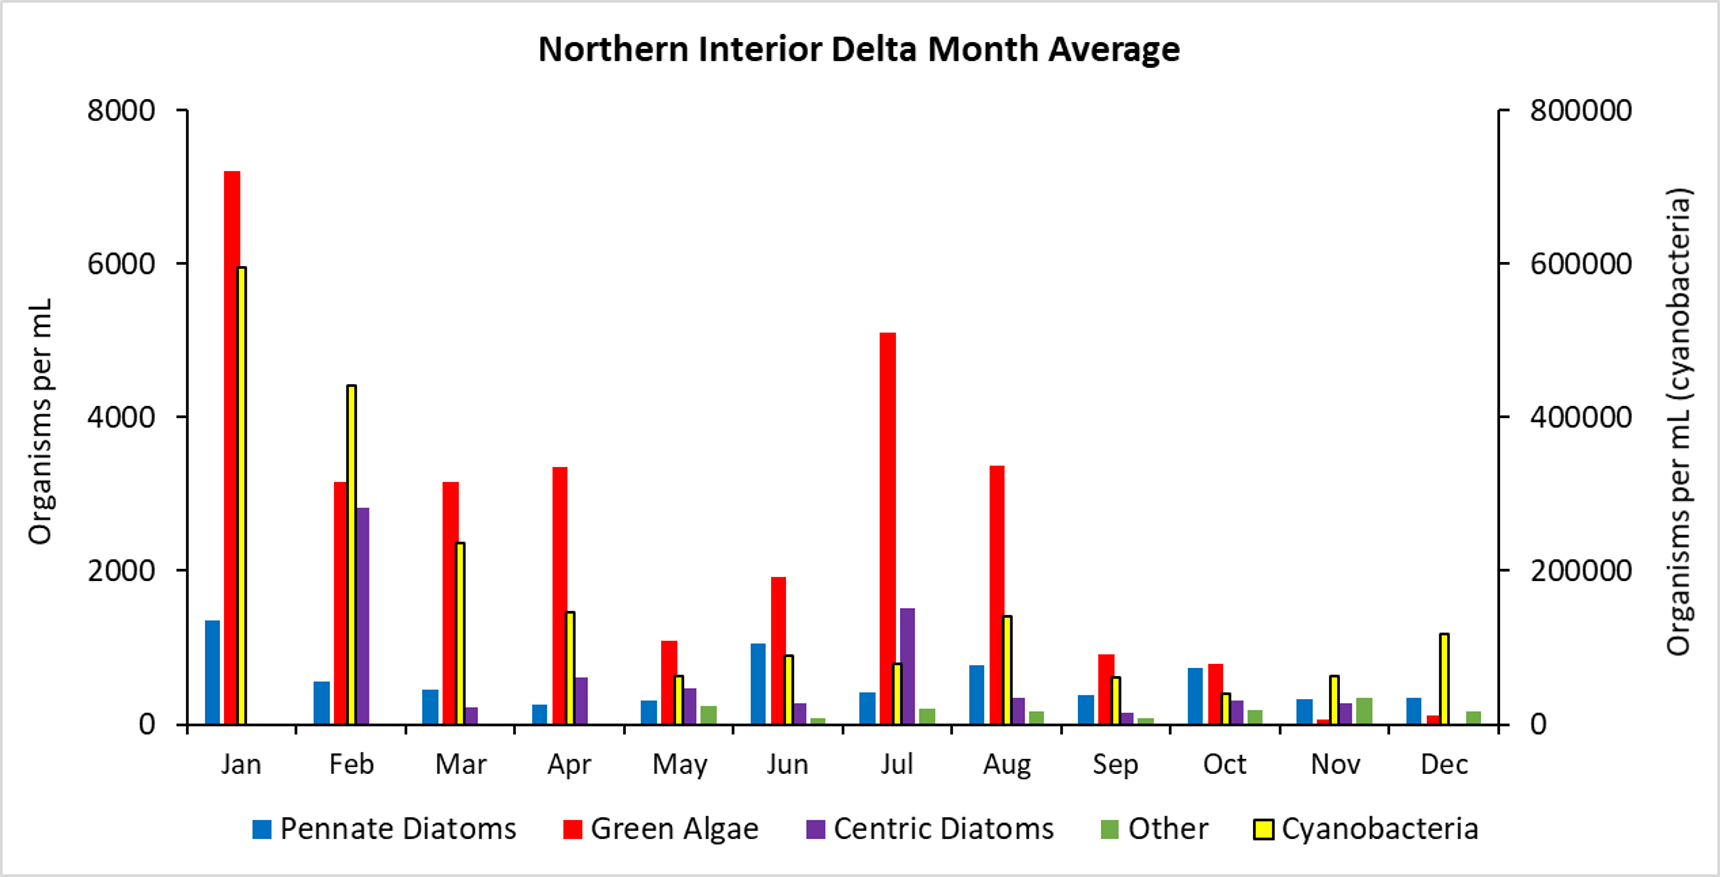 Northern Interior Delta Month Average
Organisms per mL
8000
6000
4000
2000
0
800000
600000
400000
200000
0
Organisms per mL (cyanobacteria)
Jan Feb Mar Apr May Jun Jul Aug Sep Oct Nov Dec
Pennate Diatoms Green Algae Centric Diatoms Other Cyanobacteria